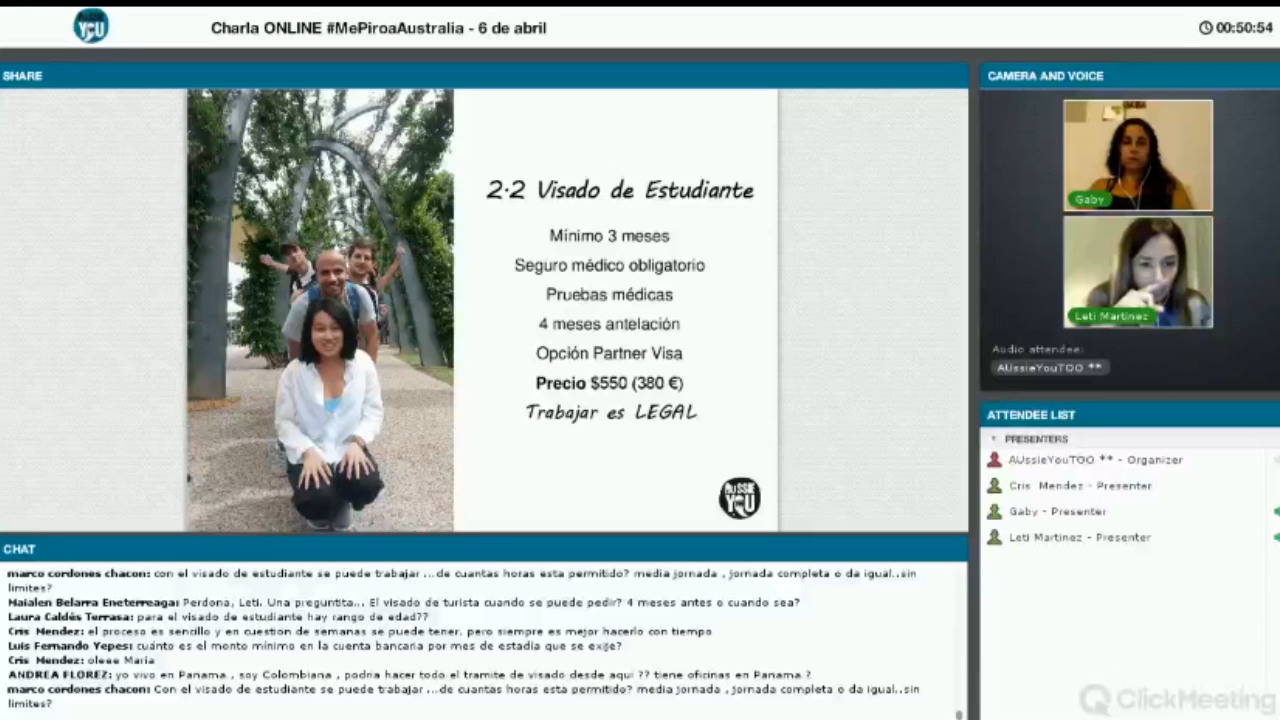 AUSSIE YOU
Charla ONLINE #MePiroaAustralia - 6 de abril
00:50:54
SHARE
2.2 Visado de Estudiante
Mínimo 3 meses
Seguro médico obligatorio
Pruebas médicas
4 meses antelación
Opción Partner Visa
Precio $550 (380 €)
Trabajar es LEGAL
AUSSIE YOU
CAMERA AND VOICE
Gaby
Leti Martinez
Audio attendee:
AUssieYouTOO **
ATTENDEE LIST
PRESENTERS
AUssieYouTOO ** - Organizer
Cris Mendez - Presenter
Gaby - Presenter
Leti Martinez - Presenter
CHAT
marco cordones chacon: con el visado de estudiante se puede trabajar ...de cuantas horas esta permitido? media jornada , jornada completa o da igual..sin
limites?
Maialen Belarra Eneterreaga: Perdona, Leti. Una preguntita... El visado de turista cuando se puede pedir? 4 meses antes o cuando sea?
Laura Caldés Terrasa: para el visado de estudiante hay rango de edad??
Cris Mendez: el proceso es sencillo y en cuestion de semanas se puede tener, pero siempre es mejor hacerlo con tiempo
Luis Fernando Yepes: cuánto es el monto mínimo en la cuenta bancaria por mes de estadía que se exije?
Cris Mendez: oleee Maria
ANDREA FLOREZ: yo vivo en Panama , soy Colombiana , podria hacer todo el tramite de visado desde aqui ?? tiene oficinas en Panama ?
marco cordones chacon: Con el visado de estudiante se puede trabajar ...de cuantas horas esta permitido? media jornada , jornada completa o da igual..sin
limites?
ClickMeeting